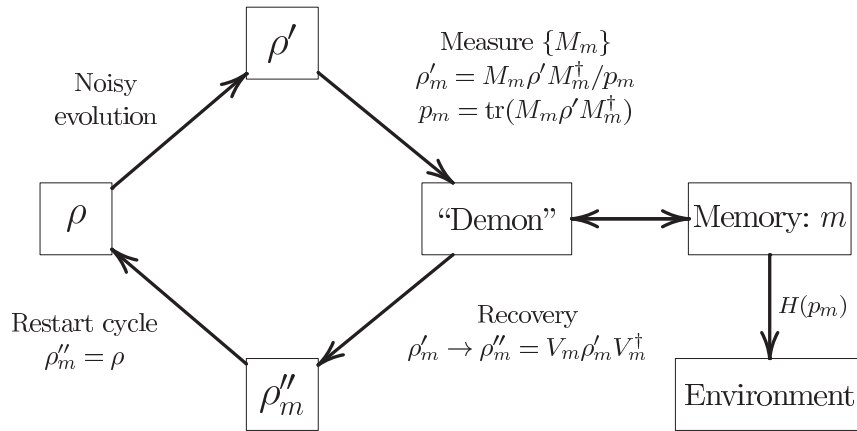 ρ′
Measure {M_m}
ρ′_m = M_m ρ′ M_m^† / p_m
p_m = tr(M_m ρ′ M_m^†)
Noisy
evolution
ρ
“Demon”
Memory: m
H(p_m)
Restart cycle
ρ″_m = ρ
Recovery
ρ′_m → ρ″_m = V_m ρ′_m V_m^†
ρ″_m
Environment